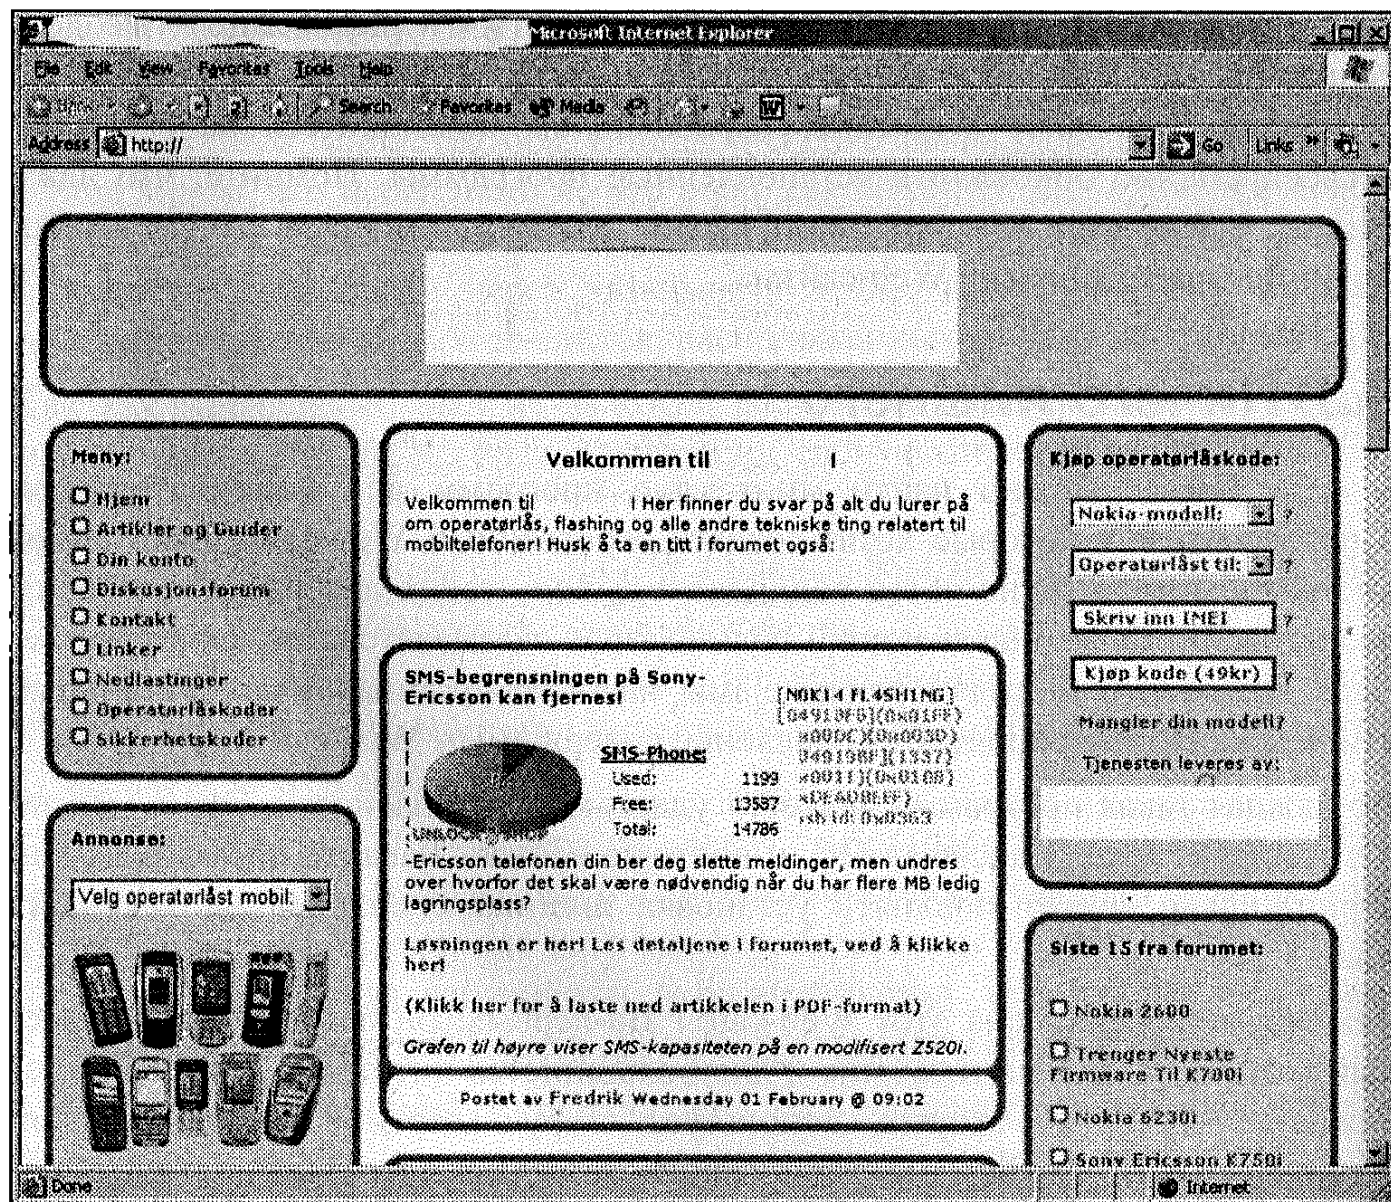 Microsoft Internet Explorer
File Edit View Favorites Tools Help
Search Favorites Media
Address http:// Go Links
Meny:
Hjem
Artikler og Guider
Din konto
Diskusjonsforum
Kontakt
Linker
Nedlastinger
Operatørlåskoder
Sikkerhetskoder
Annonse:
Velg operatørlåst mobil:
Velkommen til !
Velkommen til ! Her finner du svar på alt du lurer på
om operatørlås, flashing og alle andre tekniske ting relatert til
mobiltelefoner! Husk å ta en titt i forumet også:
SMS-begrensningen på Sony-
Ericsson kan fjernes!
[N0K14 FL4SH1NG]
SMS-Phone:
Used: 1199
Free: 13587
Total: 14786
-Ericsson telefonen din ber deg slette meldinger, men undres
over hvorfor det skal være nødvendig når du har flere MB ledig
lagringsplass?
Løsningen er her! Les detaljene i forumet, ved å klikke
her!
(Klikk her for å laste ned artikkelen i PDF-format)
Grafen til høyre viser SMS-kapasiteten på en modifisert Z520i.
Postet av Fredrik Wednesday 01 February @ 09:02
Kjøp operatørlåskode:
Nokia-modell: ?
Operatørlåst til: ?
Skriv inn IMEI ?
Kjøp kode (49kr) ?
Mangler din modell?
Tjenesten leveres av:
Siste 15 fra forumet:
Nokia 2600
Trenger Nyeste
Firmware Til K700i
Nokia 6230i
Sony Ericsson K750i
Done Internet